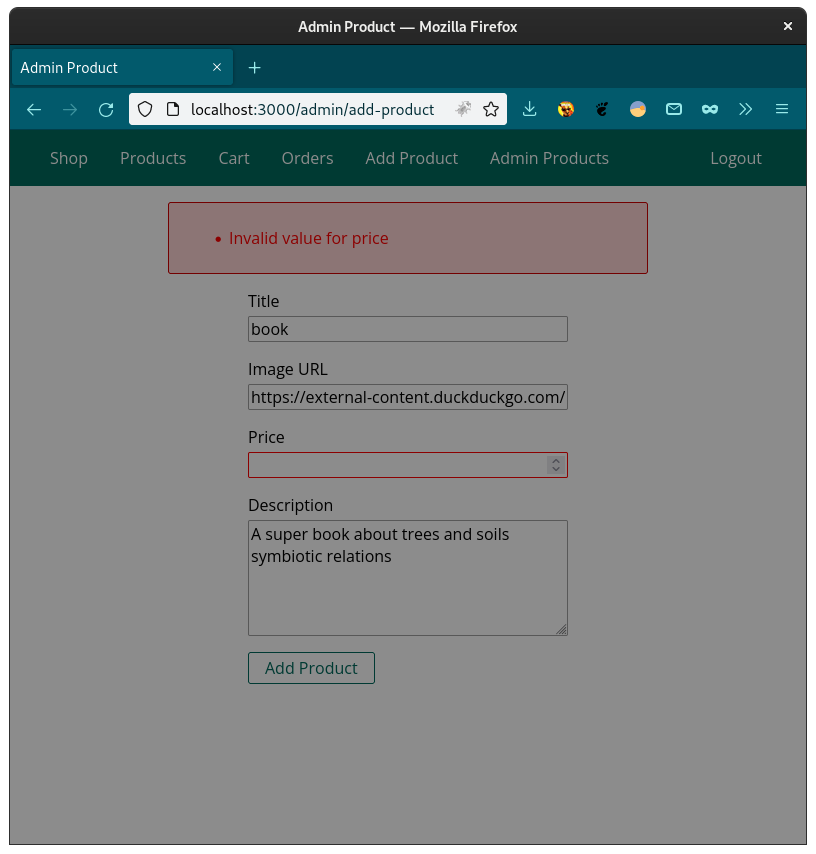 Admin Product — Mozilla Firefox
Admin Product
localhost:3000/admin/add-product
Shop Products Cart Orders Add Product Admin Products Logout
Invalid value for price
Title
book
Image URL
https://external-content.duckduckgo.com/
Price
Description
A super book about trees and soils
symbiotic relations
Add Product